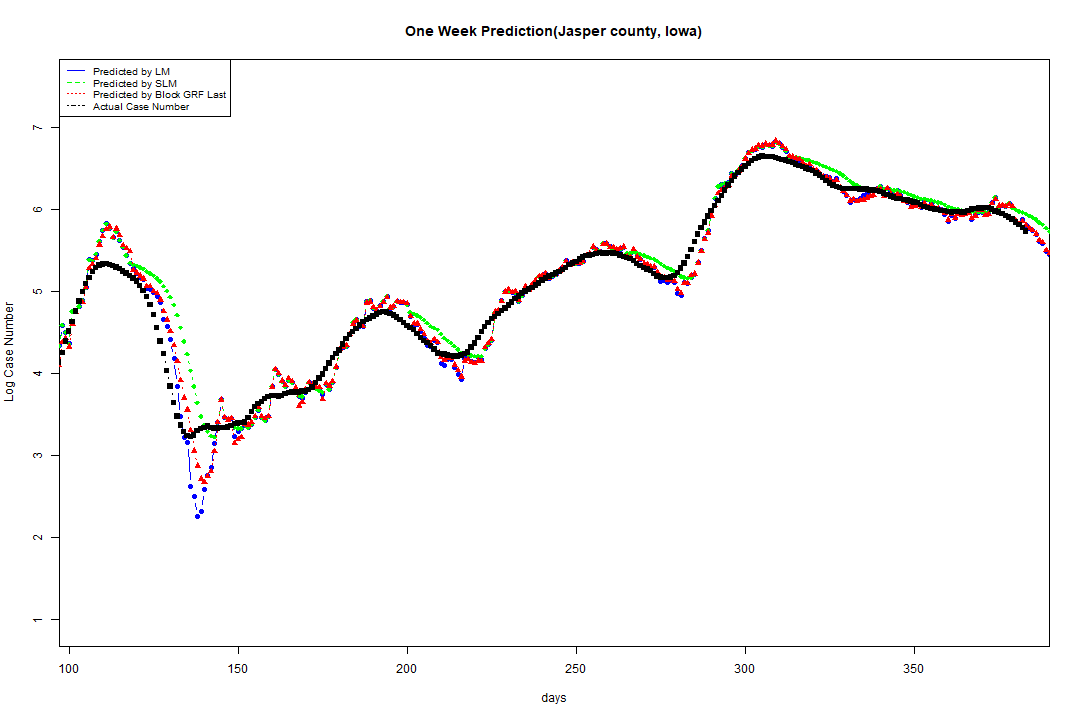 One Week Prediction(Jasper county, Iowa)
Predicted by LM
Predicted by SLM
Predicted by Block GRF Last
Actual Case Number
Log Case Number
7
6
5
4
3
2
1
100 150 200 250 300 350
days